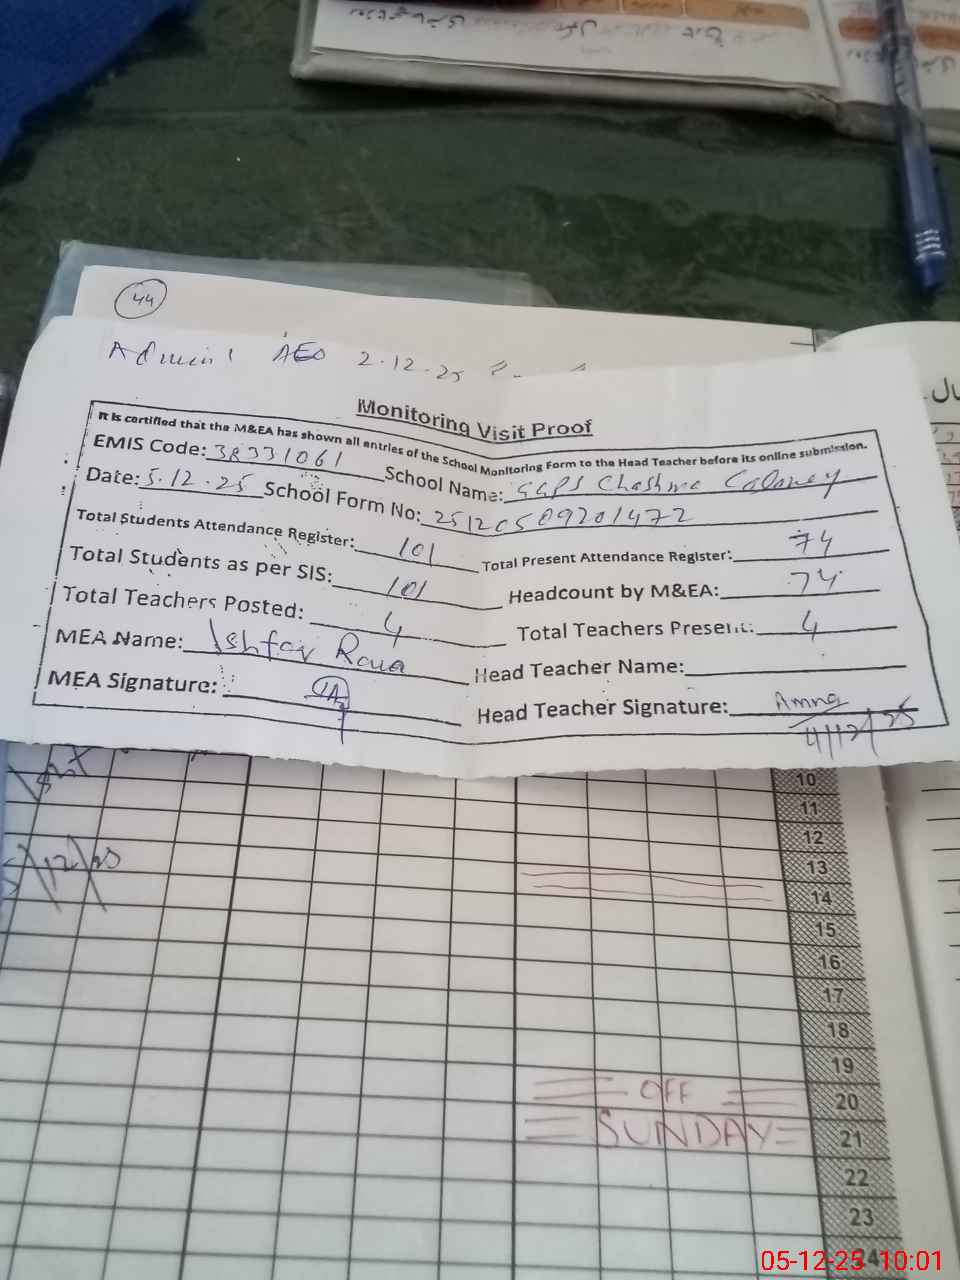 44
Admin: AEO 2.12.25
Monitoring Visit Proof
It is certified that the M&EA has shown all entries of the School Monitoring Form to the Head Teacher before its online submission.
EMIS Code: 38331061 School Name: GGPS Chashma Coloney
Date: 5.12.25 School Form No: 25120509201472
Total Students Attendance Register: 101 Total Present Attendance Register: 74
Total Students as per SIS: 101 Headcount by M&EA: 74
Total Teachers Posted: 4 Total Teachers Present: 4
MEA Name: Ishfaq Rana Head Teacher Name:
MEA Signature: Head Teacher Signature: Amna
4/12/25
10
11
12
13
14
15
16
17
18
19
OFF 20
SUNDAY 21
22
23
24
05-12-25 10:01